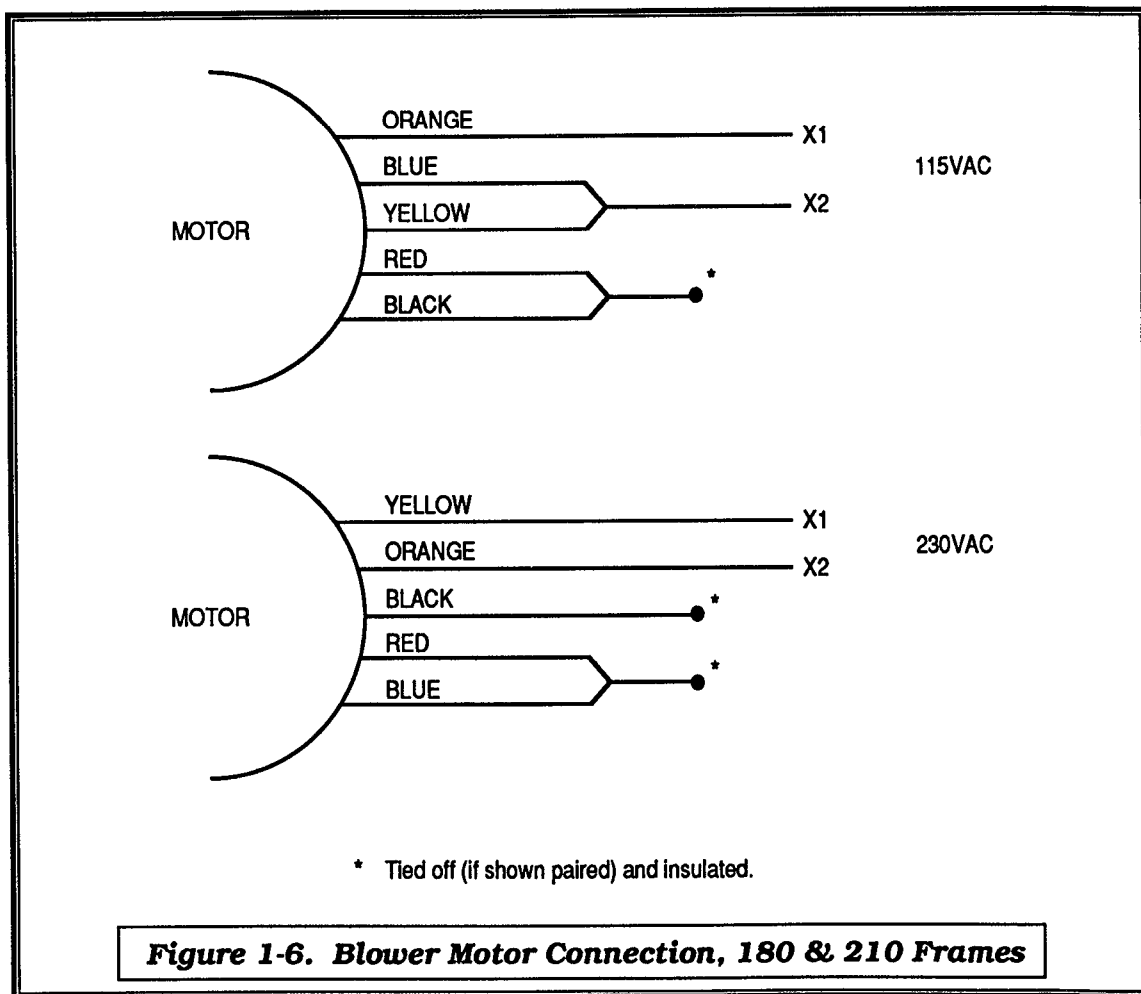 ORANGE
X1
BLUE
115VAC
YELLOW
X2
MOTOR
RED
*
BLACK
YELLOW
X1
ORANGE
230VAC
X2
BLACK
*
MOTOR
RED
*
BLUE
* Tied off (if shown paired) and insulated.
Figure 1-6. Blower Motor Connection, 180 & 210 Frames